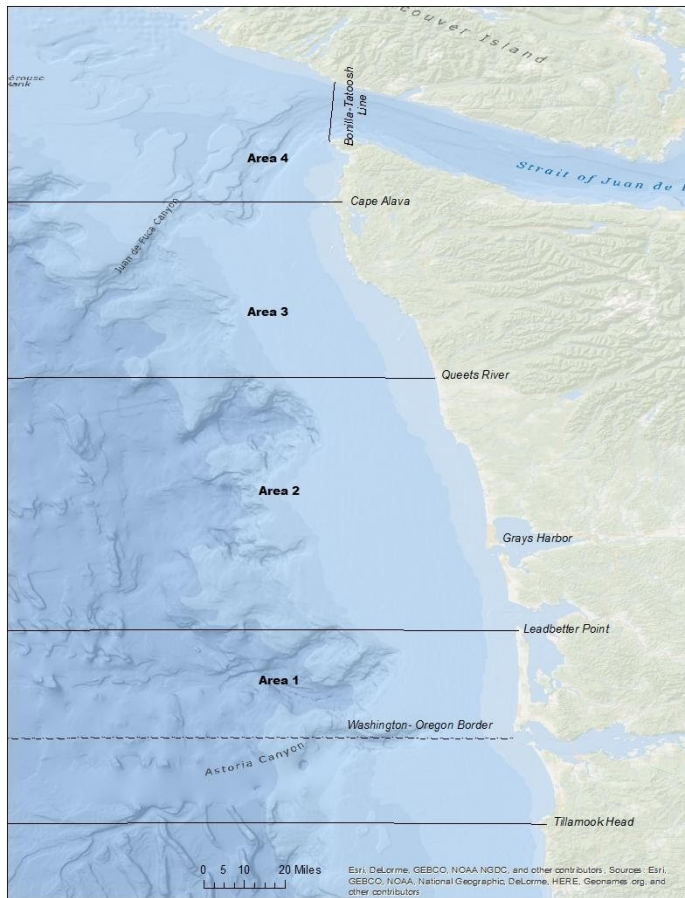 couver Island
Bonilla-Tatoosh
Line
Area 4
Strait of Juan de
Cape Alava
Juan de Fuca Canyon
Area 3
Queets River
Area 2
Grays Harbor
Leadbetter Point
Area 1
Washington- Oregon Border
Astoria Canyon
Tillamook Head
0 5 10 20 Miles
Esri, DeLorme, GEBCO, NOAA NGDC, and other contributors, Sources: Esri,
GEBCO, NOAA, National Geographic, DeLorme, HERE, Geonames.org, and
other contributors